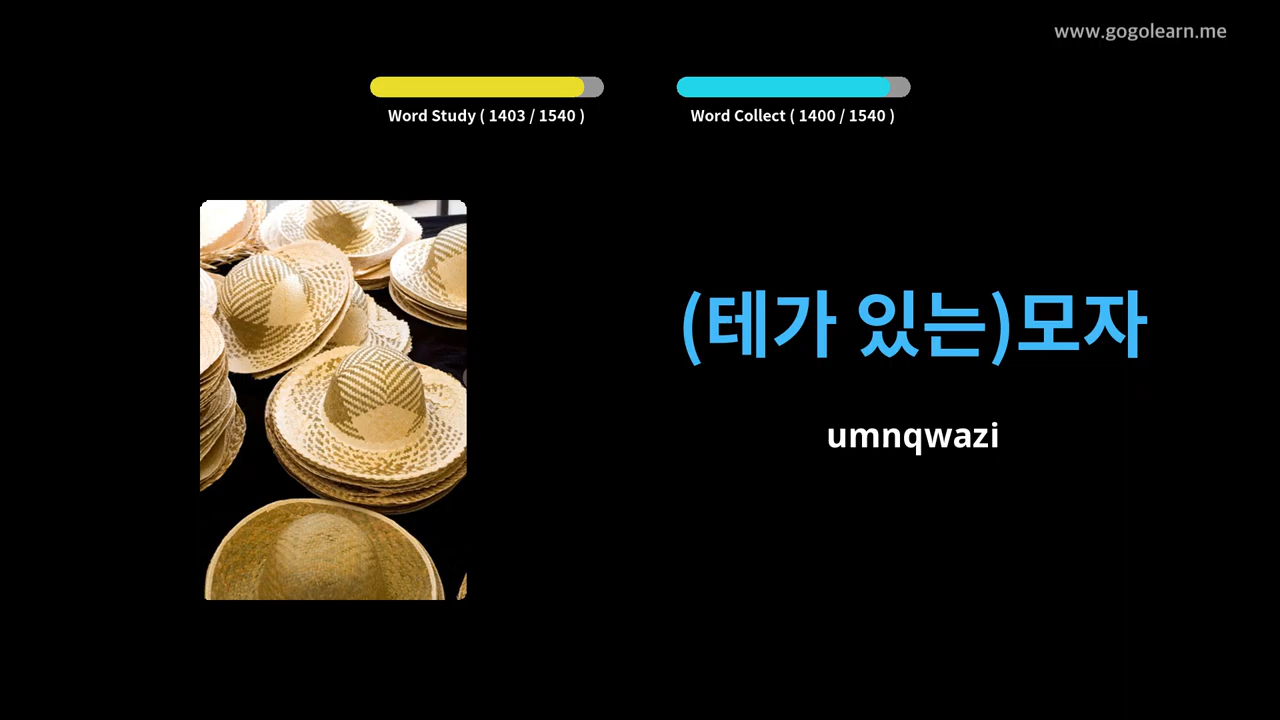 www.gogolearn.me
Word Study ( 1403 / 1540 )
Word Collect ( 1400 / 1540 )
(테가 있는)모자
umnqwazi